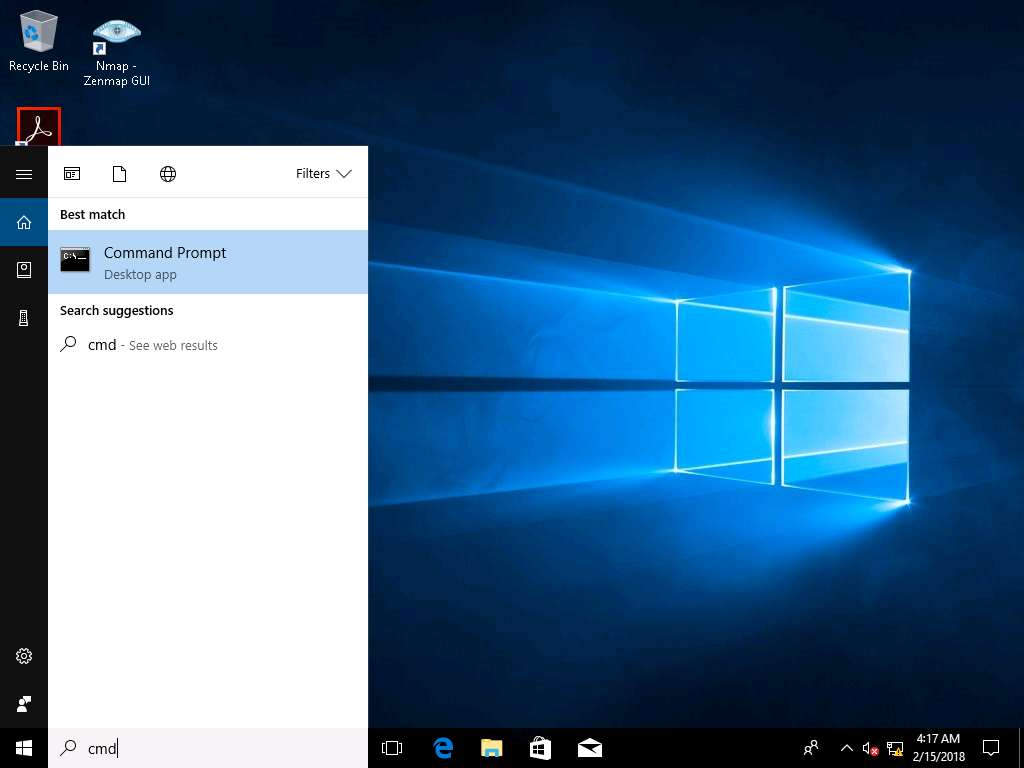 Recycle Bin
Nmap -
Zenmap GUI
Filters
Best match
C:\
Command Prompt
Desktop app
Search suggestions
cmd - See web results
cmd
4:17 AM
2/15/2018